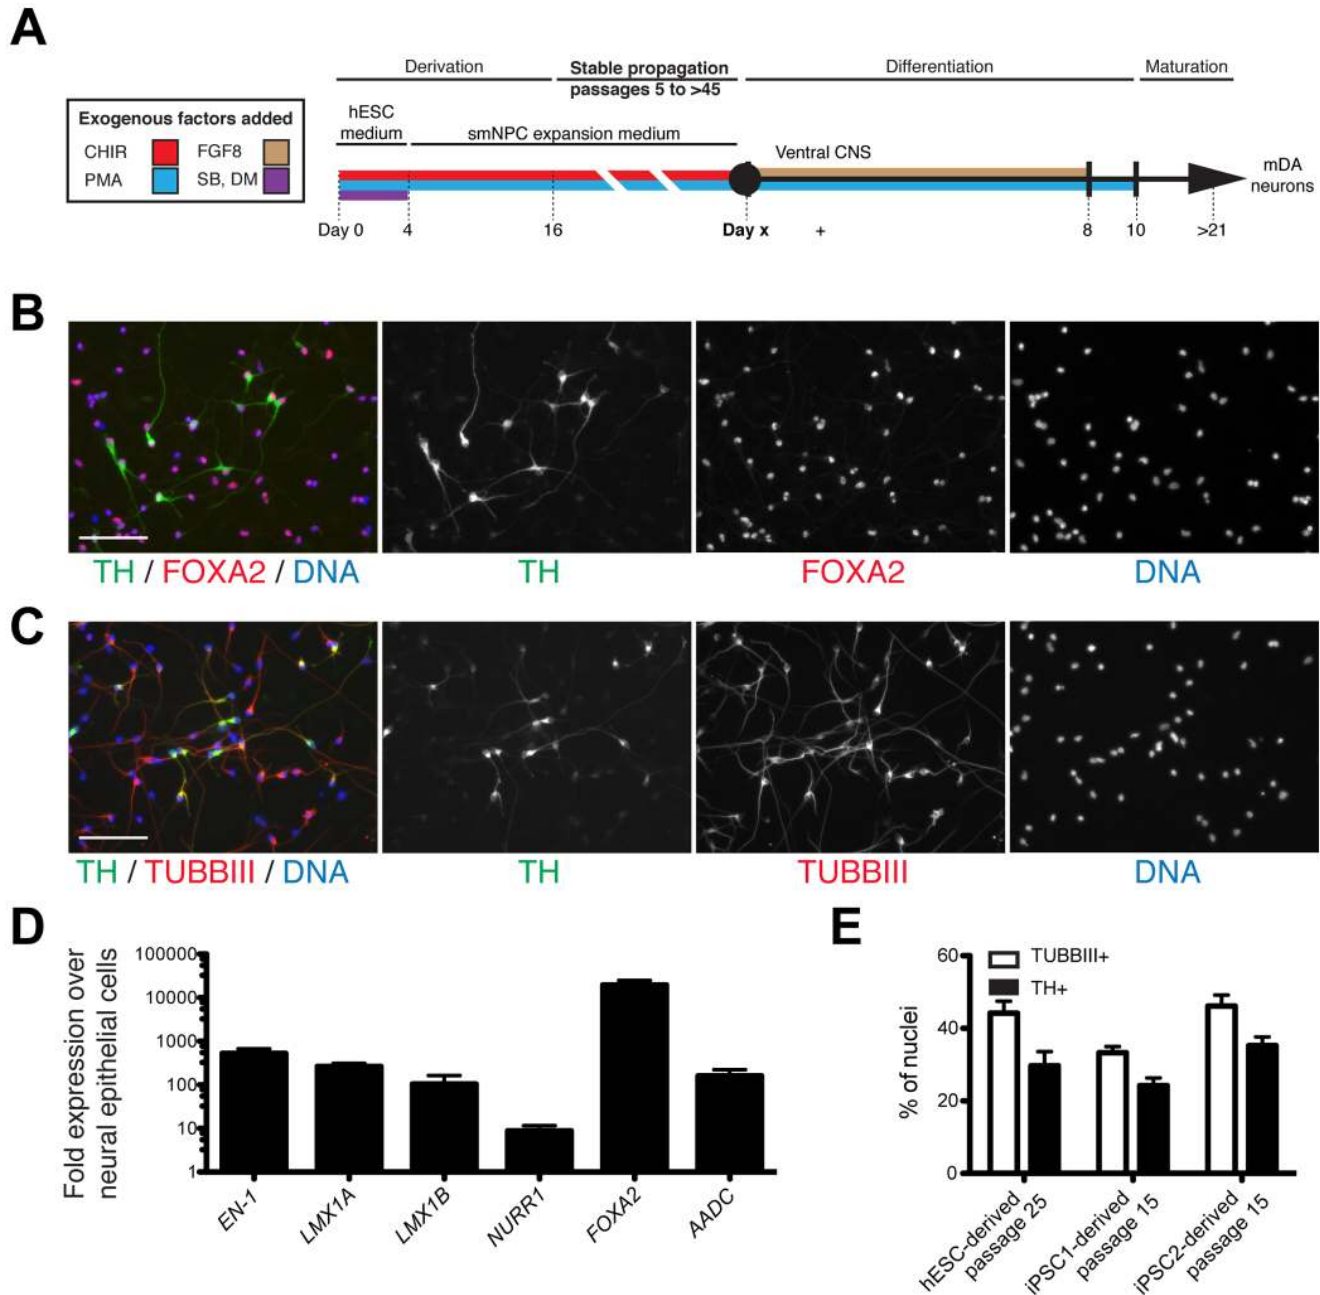 A
Derivation
Stable propagation
passages 5 to >45
Differentiation
Maturation
Exogenous factors added
CHIR
FGF8
PMA
SB, DM
hESC
medium
smNPC expansion medium
Ventral CNS
mDA
neurons
Day 0
4
16
Day x
+
8
10
>21
B
TH / FOXA2 / DNA
TH
FOXA2
DNA
C
TH / TUBBIII / DNA
TH
TUBBIII
DNA
D
Fold expression over
neural epithelial cells
100000
10000
1000
100
10
1
EN-1
LMX1A
LMX1B
NURR1
FOXA2
AADC
E
% of nuclei
60
40
20
0
TUBBIII+
TH+
hESC-derived
passage 25
iPSC1-derived
passage 15
iPSC2-derived
passage 15